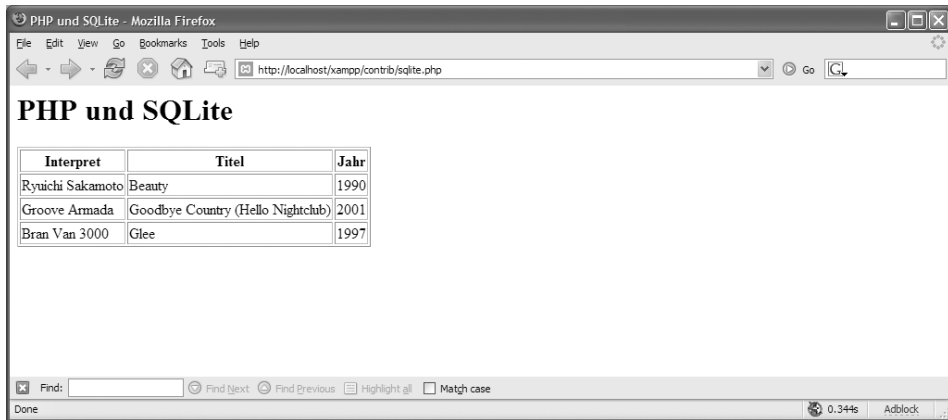 PHP und SQLite - Mozilla Firefox
File Edit View Go Bookmarks Tools Help
http://localhost/xampp/contrib/sqlite.php Go G
PHP und SQLite
Interpret Titel Jahr
Ryuichi Sakamoto Beauty 1990
Groove Armada Goodbye Country (Hello Nightclub) 2001
Bran Van 3000 Glee 1997
Find: Find Next Find Previous Highlight all Match case
Done 0.344s Adblock